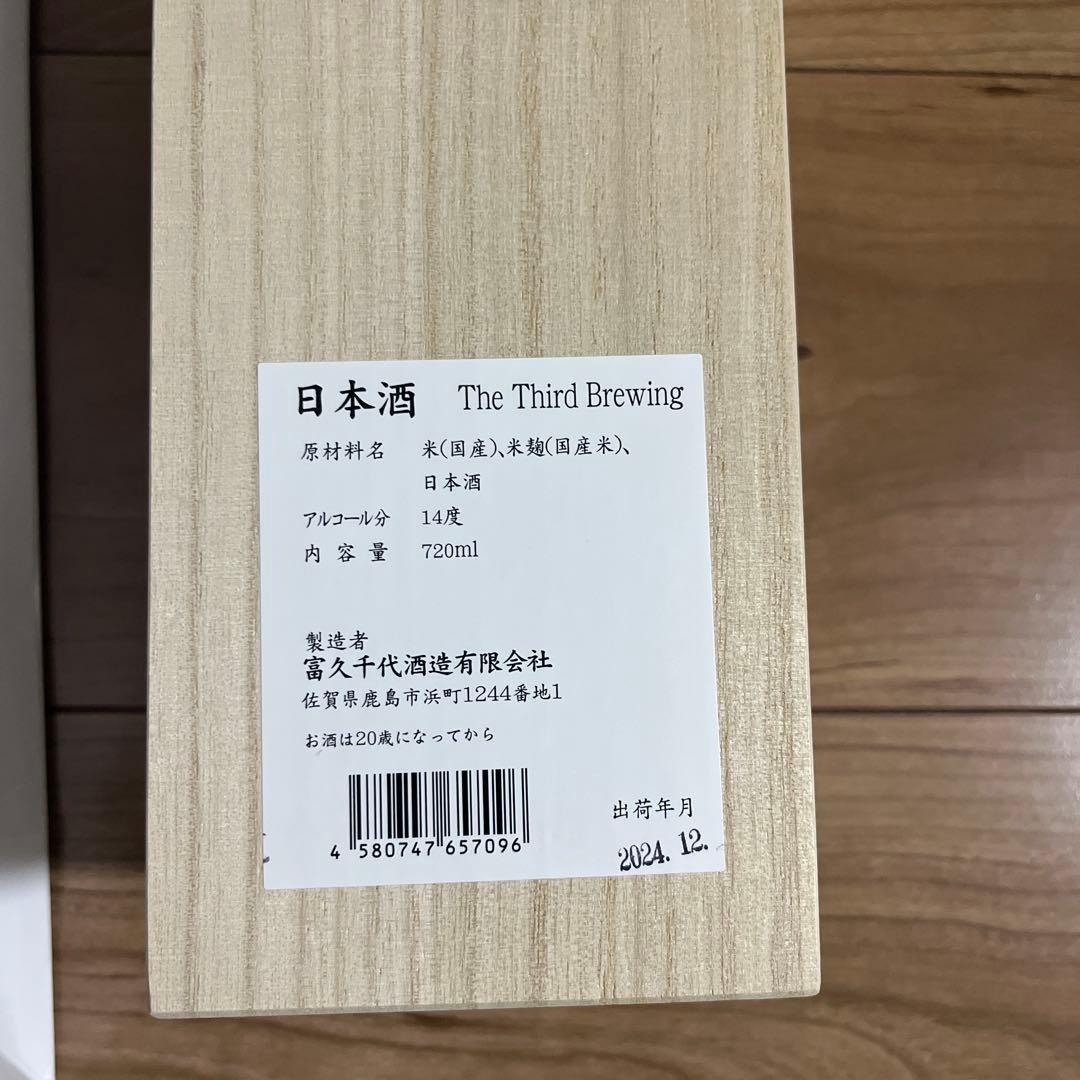 日本酒 The Third Brewing
原材料名 米(国産)、米麹(国産米)、
日本酒
アルコール分 14度
内容量 720ml
製造者
富久千代酒造有限会社
佐賀県鹿島市浜町1244番地1
お酒は20歳になってから
4 580747 657096
出荷年月
2024. 12.